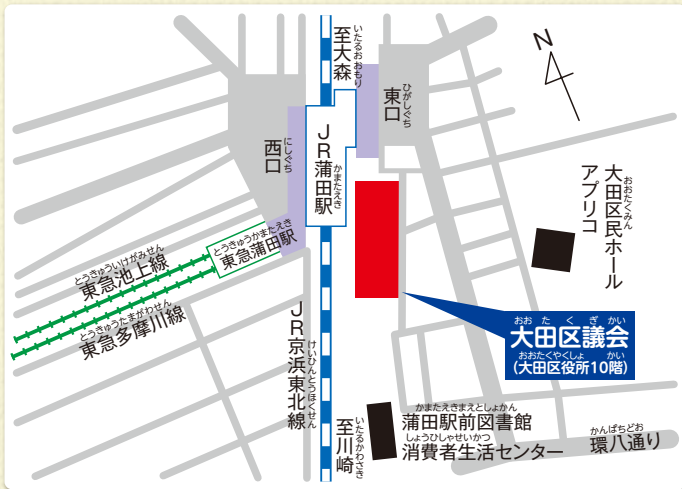 いたるおおもり
至大森
N
ひがしぐち
東口
にしぐち
西口
JR蒲田駅
かまたえき
おおたくみん
大田区民ホール
アプリコ
とうきゅうかまたえき
東急蒲田駅
とうきゅういけがみせん
東急池上線
とうきゅうたまがわせん
東急多摩川線
おおたくぎかい
大田区議会
おおたくやくしょ かい
(大田区役所10階)
JR京浜東北線
けいひんとうほくせん
いたるかわさき
至川崎
かまたえきまえとしょかん
蒲田駅前図書館
しょうひしゃせいかつ
消費者生活センター
かんぱちどお
環八通り